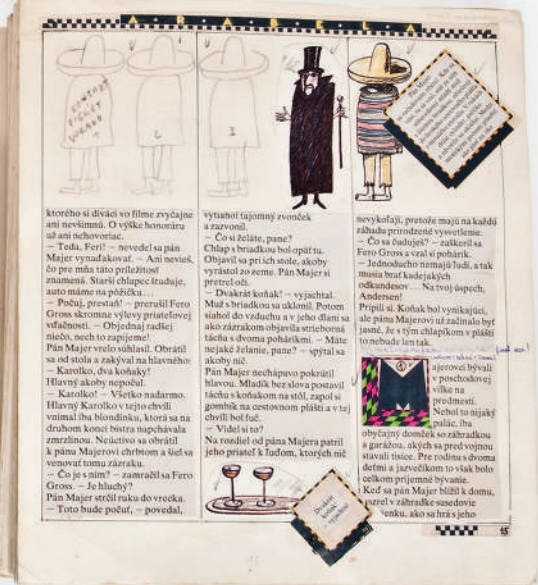 ARABELA
ktorého si diváci vo filme zvyčajne
ani nevšimnú. O výške honoráru
už ani nehovoriac.
— Teda, Feri! — nevedel sa pán
Majer vynaďakovať. — Ani nevieš,
čo pre mňa táto príležitosť
znamená. Starší chlapec študuje,
auto máme na pôžičku...
— Počuj, prestaň! — prerušil Fero
Gross skromne výlevy priateľovej
vďačnosti. — Objednaj radšej
niečo, nech to zapijeme!
Pán Majer vrelo súhlasil. Obrátil
sa od stola a zakýval na hlavného:
— Karolko, dva koňaky!
Hlavný akoby nepočul.
— Karolko! — Všetko nadarmo.
Hlavný Karolko v tejto chvíli
vnímal iba blondínku, ktorá sa na
druhom konci bistra napchávala
zmrzlinou. Neúctivo sa obrátil
k pánu Majerovi chrbtom a šiel sa
venovať tomu zázraku.
— Čo je s ním? — zamračil sa Fero
Gross. — Je hluchý?
Pán Majer strčil ruku do vrecka.
— Toto bude počuť, — povedal,
vytiahol tajomný zvonček
a zazvonil.
— Čo si želáte, pane?
Chlap s briadkou bol opäť tu.
Objavil sa pri ich stole, akoby
vyrástol zo zeme. Pán Majer si
pretrel oči.
— Dvakrát koňak! — vyjachtal.
Muž s briadkou sa uklonil. Potom
siahol do vzduchu a v jeho dlani sa
ako zázrakom objavila strieborná
tácňa s dvoma pohárikmi. — Máte
nejaké želanie, pane? — spýtal sa
akoby nič.
Pán Majer nechápavo pokrútil
hlavou. Mladík bez slova postavil
tácňu s koňakom na stôl, zapol si
gombík na cestovnom plášti a v tej
chvíli bol fuč.
— Videl si to?
Na rozdiel od pána Majera patril
jeho priateľ k ľuďom, ktorých nič
Dvakrát
koňak!
— vyjachtal
nevykoľají, pretože majú na každú
záhadu prirodzené vysvetlenie.
— Čo sa čuduješ? — zaškeril sa
Fero Gross a vzal si pohárik.
— Jednoducho nemajú ľudí, a tak
musia brať kadejakých
odkundesov... Na tvoj úspech,
Andersen!
Pripili si. Koňak bol vynikajúci,
ale pánu Majerovi už začínalo byť
jasné, že s tým chlapíkom v plášti
to nebude len tak.
ajerovci bývali
v poschodovej
vilke na
predmestí.
Nebol to nijaký
palác, iba
obyčajný domček so záhradkou
a garážou, akých sa pred vojnou
stavali tisíce. Pre rodinu s dvoma
deťmi a jazvečíkom to však bolo
celkom príjemné bývanie.
Keď sa pán Majer blížil k domu,
uzrel v záhradke susedovie
Lenku, ako sa hrá s jeho
15